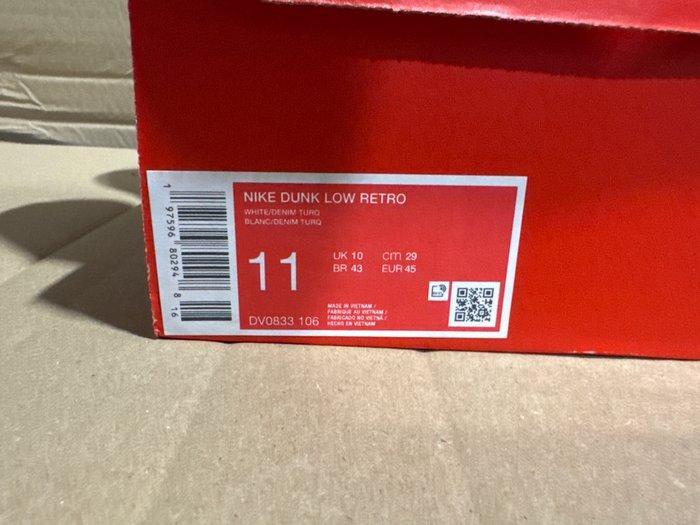 NIKE DUNK LOW RETRO
WHITE/DENIM TURQ
BLANC/DENIM TURQ
11
UK 10 CM 29
BR 43 EUR 45
MADE IN VIETNAM /
FABRIQUÉ AU VIETNAM /
FABRICADO NO VIETNÃ /
HECHO EN VIETNAM
DV0833 106
1 97596 80294 8 16